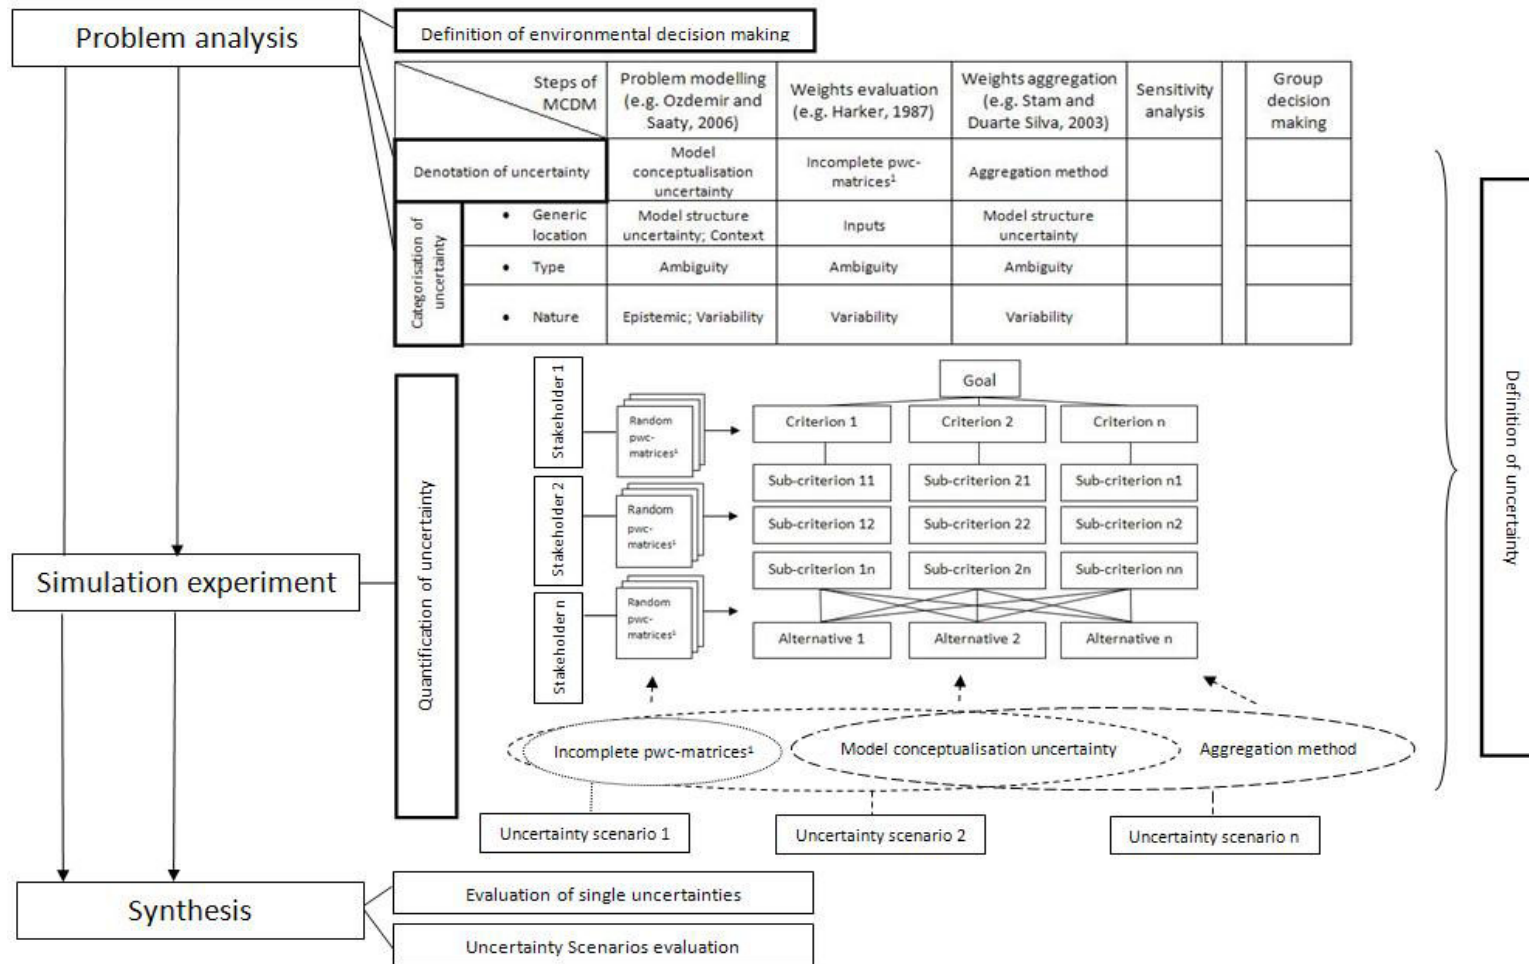 Problem analysis
Definition of environmental decision making
Steps of
MCDM
Problem modelling
(e.g. Ozdemir and
Saaty, 2006)
Weights evaluation
(e.g. Harker, 1987)
Weights aggregation
(e.g. Stam and
Duarte Silva, 2003)
Sensitivity
analysis
Group
decision
making
Denotation of uncertainty
Model
conceptualisation
uncertainty
Incomplete pwc-
matrices¹
Aggregation method
Categorisation of
uncertainty
• Generic
location
Model structure
uncertainty; Context
Inputs
Model structure
uncertainty
• Type
Ambiguity
Ambiguity
Ambiguity
• Nature
Epistemic; Variability
Variability
Variability
Definition of uncertainty
Simulation experiment
Quantification of uncertainty
Stakeholder 1
Stakeholder 2
Stakeholder n
Random
pwc-
matrices¹
Random
pwc-
matrices¹
Random
pwc-
matrices¹
Goal
Criterion 1
Criterion 2
Criterion n
Sub-criterion 11
Sub-criterion 21
Sub-criterion n1
Sub-criterion 12
Sub-criterion 22
Sub-criterion n2
Sub-criterion 1n
Sub-criterion 2n
Sub-criterion nn
Alternative 1
Alternative 2
Alternative n
Incomplete pwc-matrices¹
Model conceptualisation uncertainty
Aggregation method
Uncertainty scenario 1
Uncertainty scenario 2
Uncertainty scenario n
Synthesis
Evaluation of single uncertainties
Uncertainty Scenarios evaluation